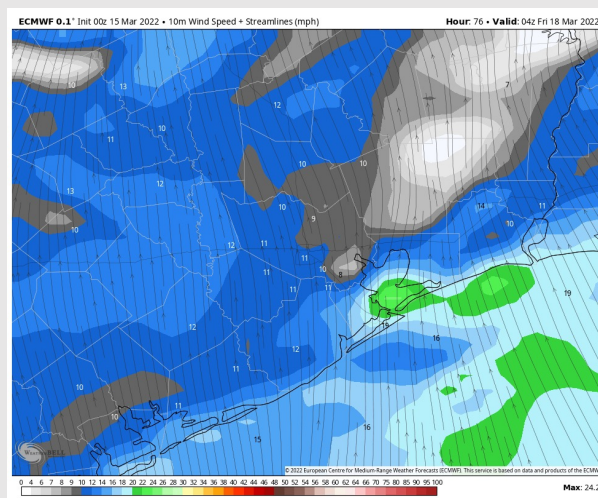 ECMWF 0.1° Init 00z 15 Mar 2022 • 10m Wind Speed + Streamlines (mph) Hour: 76 • Valid: 04z Fri 18 Mar 2022
10 13 7
12
10
11
10 10
13 12
10 14 11
9 10
12 11
11
11 10 8
11 11
19
19
12 16
12
11
10
10 11
16
15
WeatherBELL
© 2022 European Centre for Medium-Range Weather Forecasts (ECMWF). This service is based on data and products of the ECMW
0 4 6 7 8 9 10 12 14 16 18 20 22 24 26 28 30 32 34 36 38 40 42 44 46 48 50 52 54 56 58 60 62 64 66 70 75 80 85 90 95 100
Max: 24.2